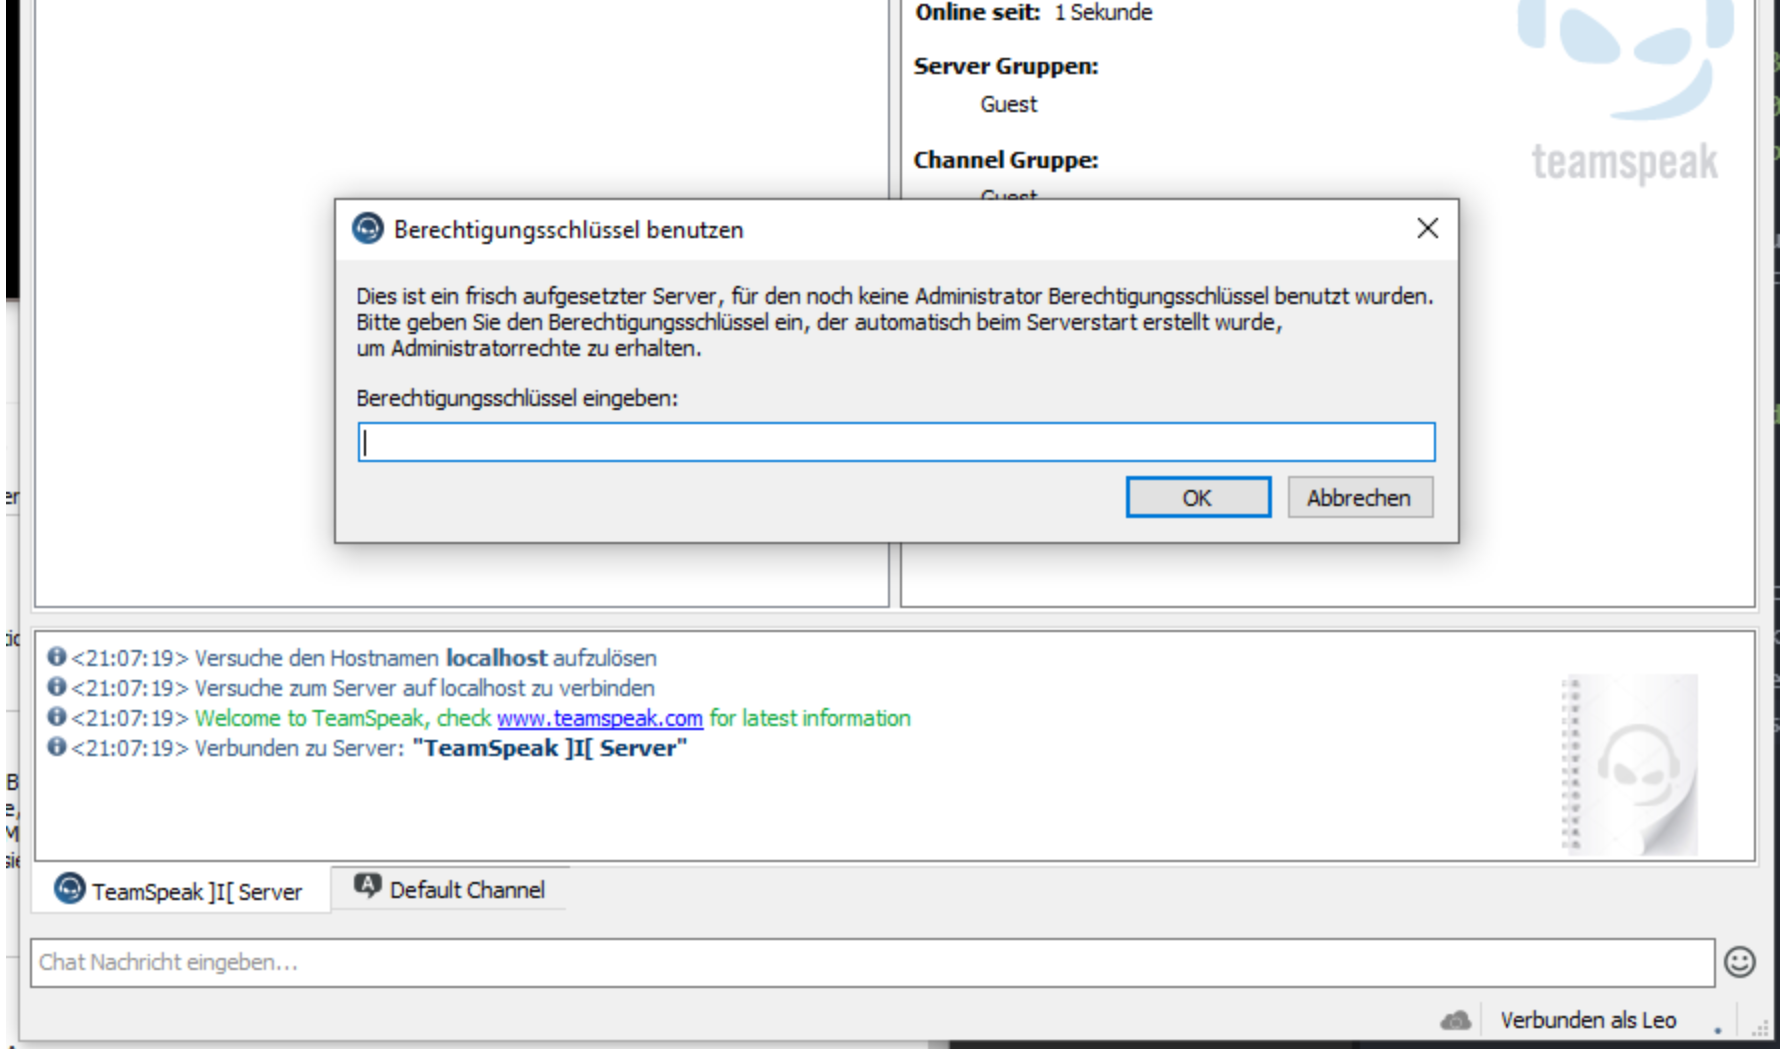 Online seit: 1 Sekunde
Server Gruppen:
Guest
Channel Gruppe:
Guest
teamspeak
Berechtigungsschlüssel benutzen
Dies ist ein frisch aufgesetzter Server, für den noch keine Administrator Berechtigungsschlüssel benutzt wurden.
Bitte geben Sie den Berechtigungsschlüssel ein, der automatisch beim Serverstart erstellt wurde,
um Administratorrechte zu erhalten.
Berechtigungsschlüssel eingeben:
OK Abbrechen
<21:07:19> Versuche den Hostnamen localhost aufzulösen
<21:07:19> Versuche zum Server auf localhost zu verbinden
<21:07:19> Welcome to TeamSpeak, check www.teamspeak.com for latest information
<21:07:19> Verbunden zu Server: "TeamSpeak ]I[ Server"
TeamSpeak ]I[ Server Default Channel
Chat Nachricht eingeben...
Verbunden als Leo